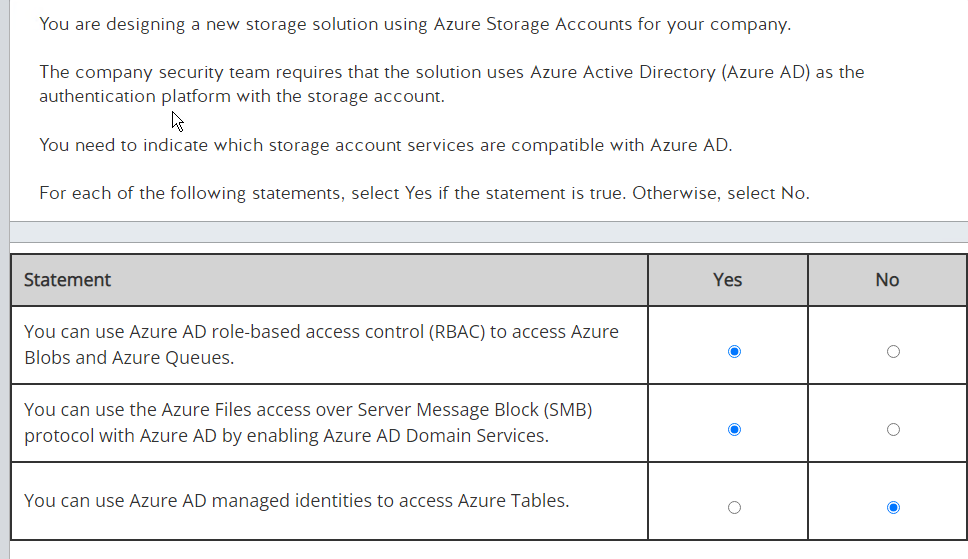 You are designing a new storage solution using Azure Storage Accounts for your company.
The company security team requires that the solution uses Azure Active Directory (Azure AD) as the
authentication platform with the storage account.
You need to indicate which storage account services are compatible with Azure AD.
For each of the following statements, select Yes if the statement is true. Otherwise, select No.
Statement Yes No
You can use Azure AD role-based access control (RBAC) to access Azure
Blobs and Azure Queues.
You can use the Azure Files access over Server Message Block (SMB)
protocol with Azure AD by enabling Azure AD Domain Services.
You can use Azure AD managed identities to access Azure Tables.